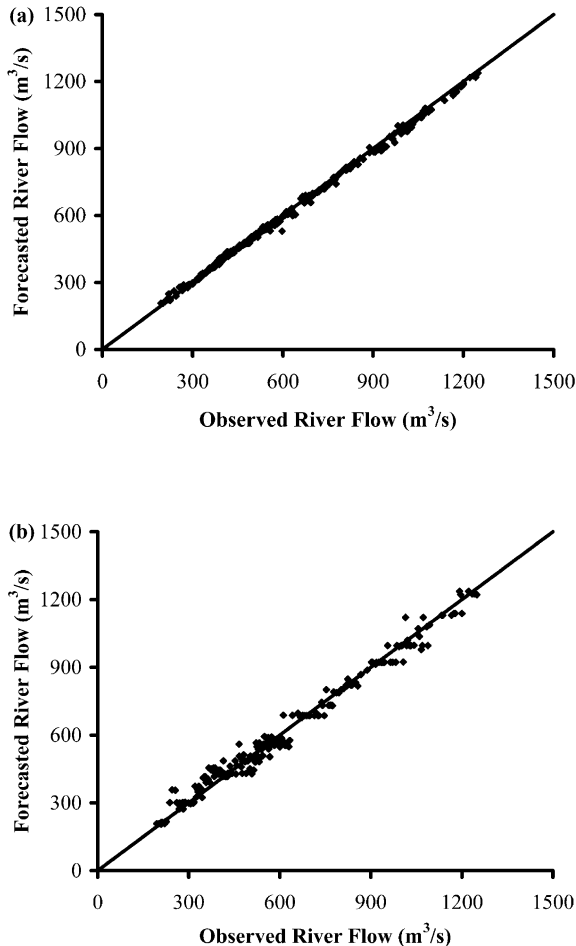 (a) 1500
1200
900
600
300
0
0 300 600 900 1200 1500
Forecasted River Flow (m³/s)
Observed River Flow (m³/s)
(b) 1500
1200
900
600
300
0
0 300 600 900 1200 1500
Forecasted River Flow (m³/s)
Observed River Flow (m³/s)